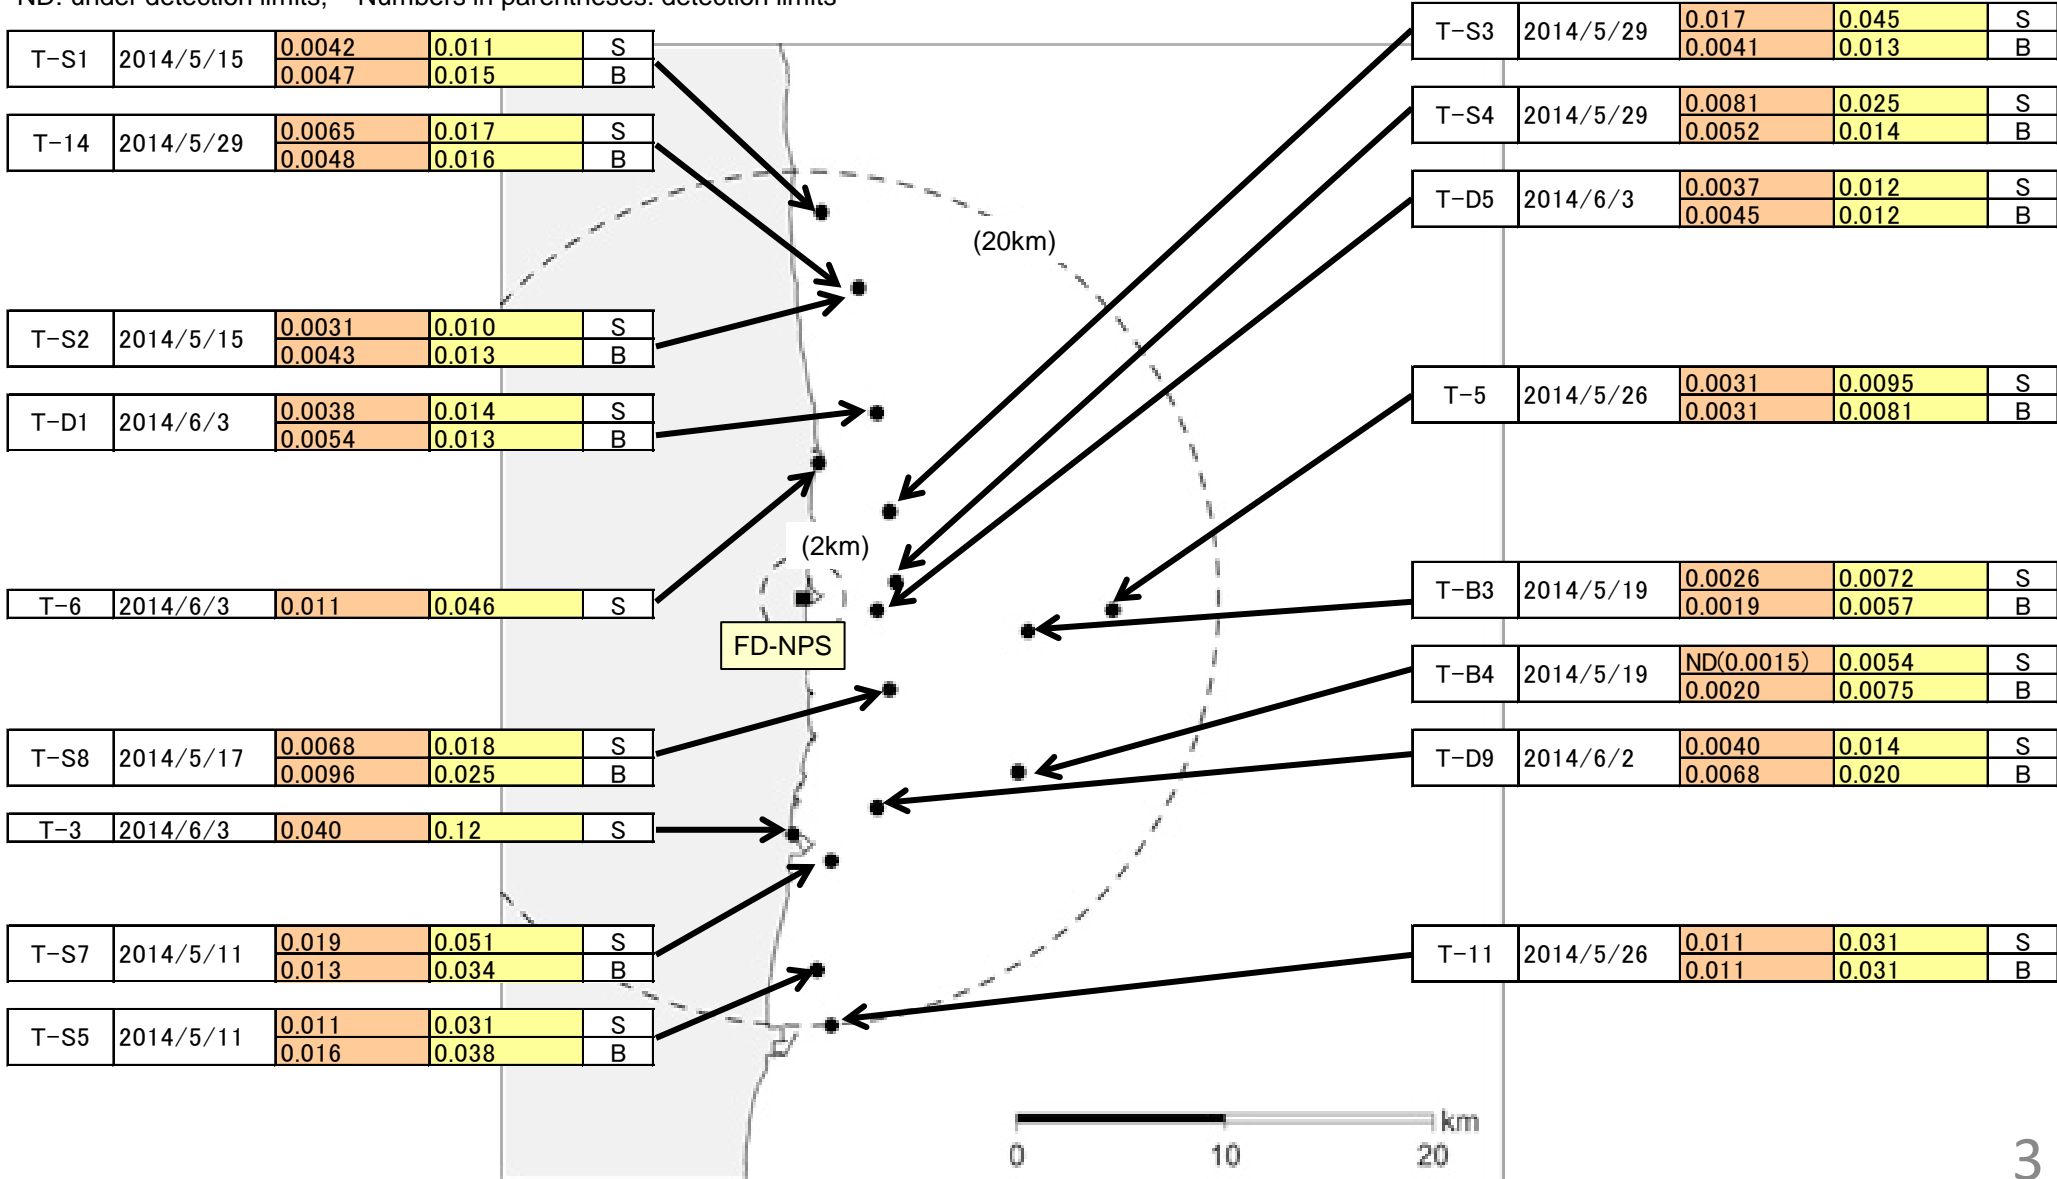 ND: under detection limits, Numbers in parentheses: detection limits
T-S1 2014/5/15 0.0042 0.011 S
0.0047 0.015 B
T-14 2014/5/29 0.0065 0.017 S
0.0048 0.016 B
T-S2 2014/5/15 0.0031 0.010 S
0.0043 0.013 B
T-D1 2014/6/3 0.0038 0.014 S
0.0054 0.013 B
T-6 2014/6/3 0.011 0.046 S
T-S8 2014/5/17 0.0068 0.018 S
0.0096 0.025 B
T-3 2014/6/3 0.040 0.12 S
T-S7 2014/5/11 0.019 0.051 S
0.013 0.034 B
T-S5 2014/5/11 0.011 0.031 S
0.016 0.038 B
(20km)
(2km)
FD-NPS
T-S3 2014/5/29 0.017 0.045 S
0.0041 0.013 B
T-S4 2014/5/29 0.0081 0.025 S
0.0052 0.014 B
T-D5 2014/6/3 0.0037 0.012 S
0.0045 0.012 B
T-5 2014/5/26 0.0031 0.0095 S
0.0031 0.0081 B
T-B3 2014/5/19 0.0026 0.0072 S
0.0019 0.0057 B
T-B4 2014/5/19 ND(0.0015) 0.0054 S
0.0020 0.0075 B
T-D9 2014/6/2 0.0040 0.014 S
0.0068 0.020 B
T-11 2014/5/26 0.011 0.031 S
0.011 0.031 B
km
0 10 20
3